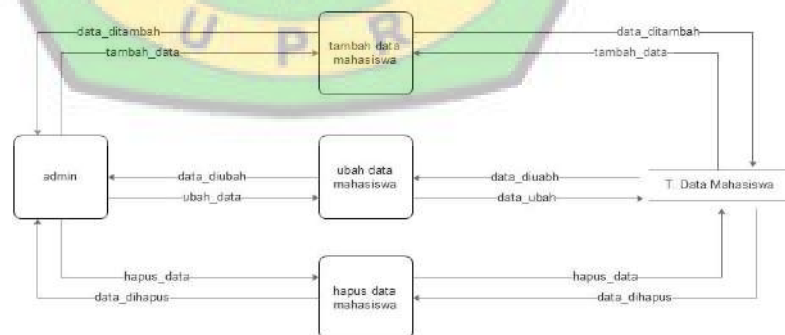 data_ditambah
data_ditambah
tambah_data
tambah_data
tambah data
mahasiswa
U P R
admin
data_diubah
ubah_data
ubah data
mahasiswa
data_diuabh
data_ubah
T. Data Mahasiswa
hapus_data
data_dihapus
hapus data
mahasiswa
hapus_data
data_dihapus